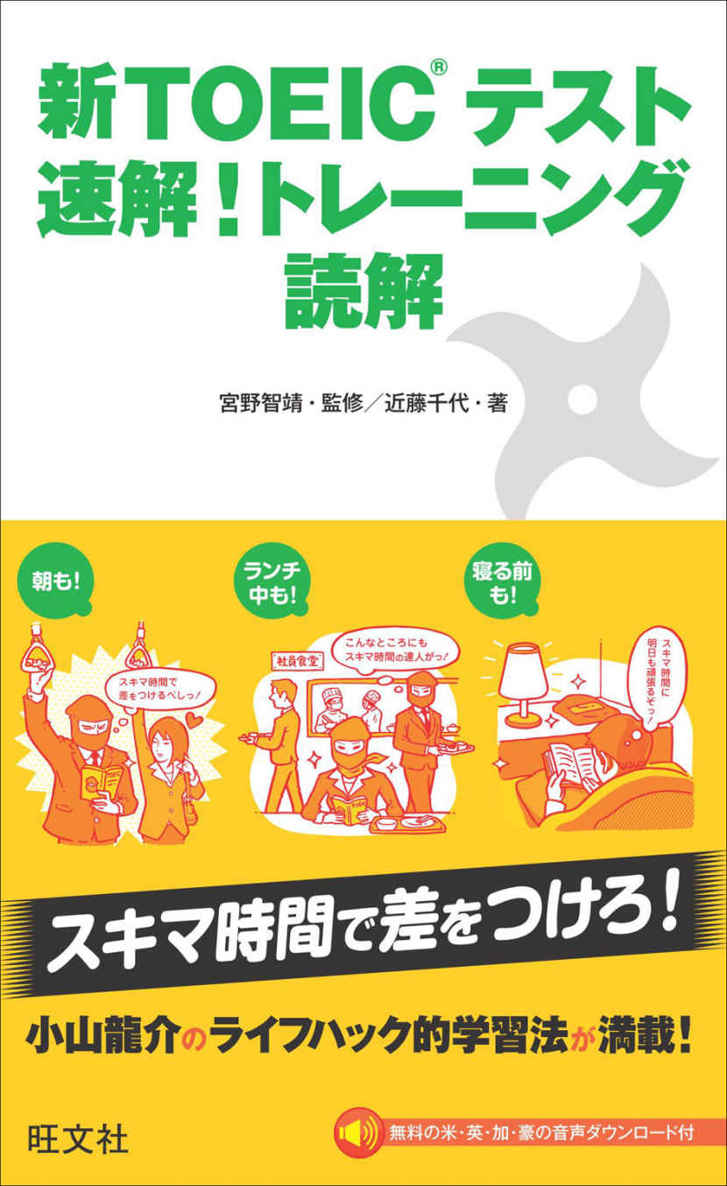 新TOEIC®テスト
速解！トレーニング
読解
宮野智靖・監修／近藤千代・著
朝も！
ランチ
中も！
寝る前
も！
スキマ時間で
差をつけるべしっ！
社員食堂
こんなところにも
スキマ時間の達人がっ！
スキマ時間に
明日も頑張るぞっ！
スキマ時間で差をつけろ！
小山龍介のライフハック的学習法が満載！
旺文社
無料の米・英・加・豪の音声ダウンロード付